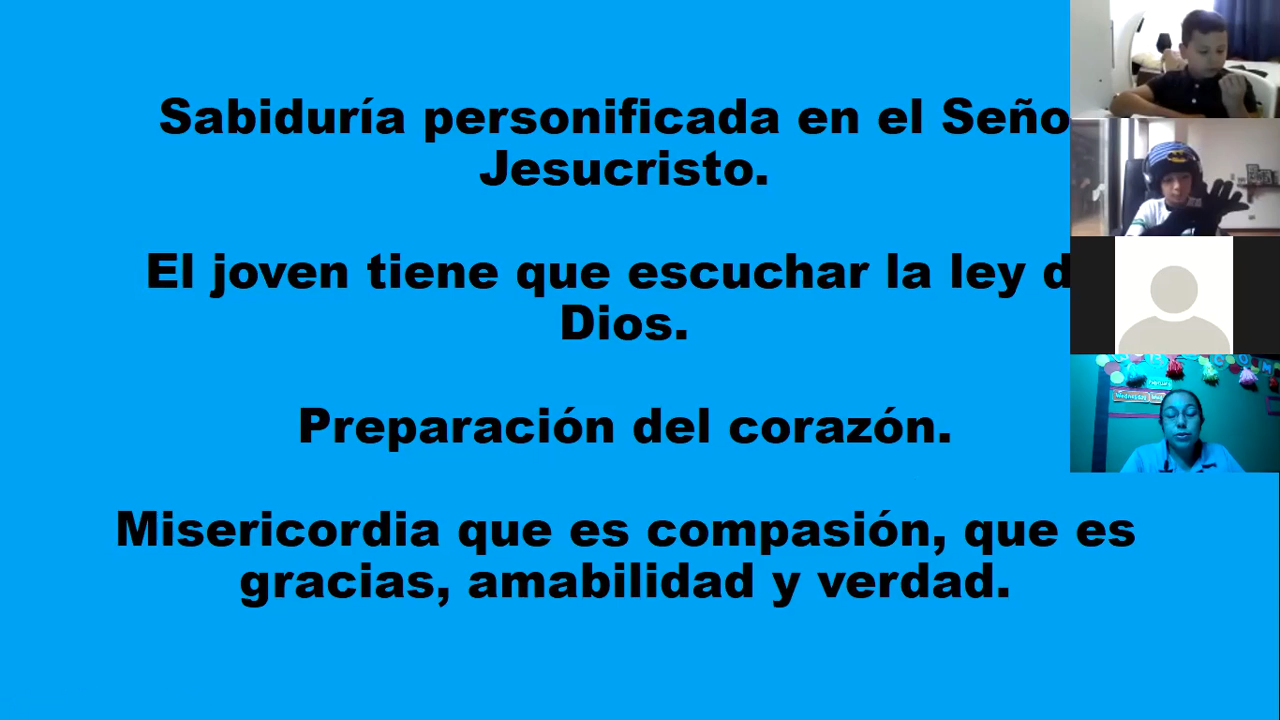 Sabiduría personificada en el Seño
Jesucristo.
El joven tiene que escuchar la ley d
Dios.
Preparación del corazón.
Misericordia que es compasión, que es
gracias, amabilidad y verdad.